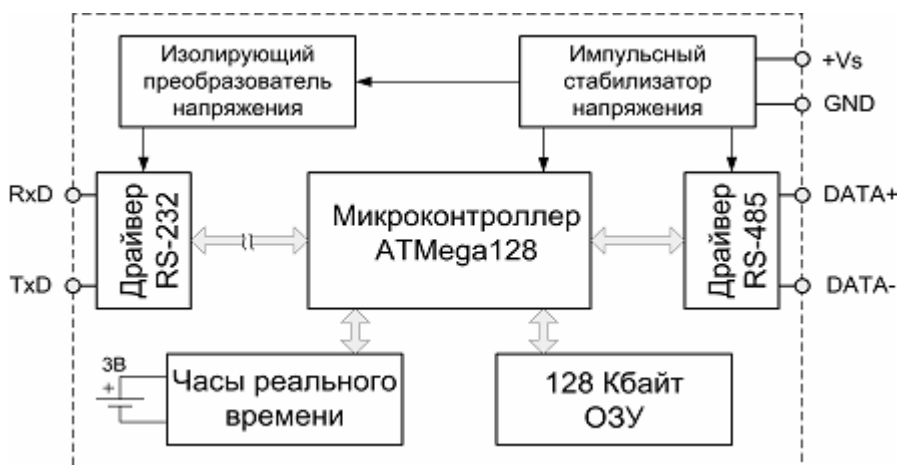 Изолирующий
преобразователь
напряжения
Импульсный
стабилизатор
напряжения
+Vs
GND
RxD
TxD
Драйвер
RS-232
Микроконтроллер
ATMega128
Драйвер
RS-485
DATA+
DATA-
3В
+
Часы реального
времени
128 Кбайт
ОЗУ